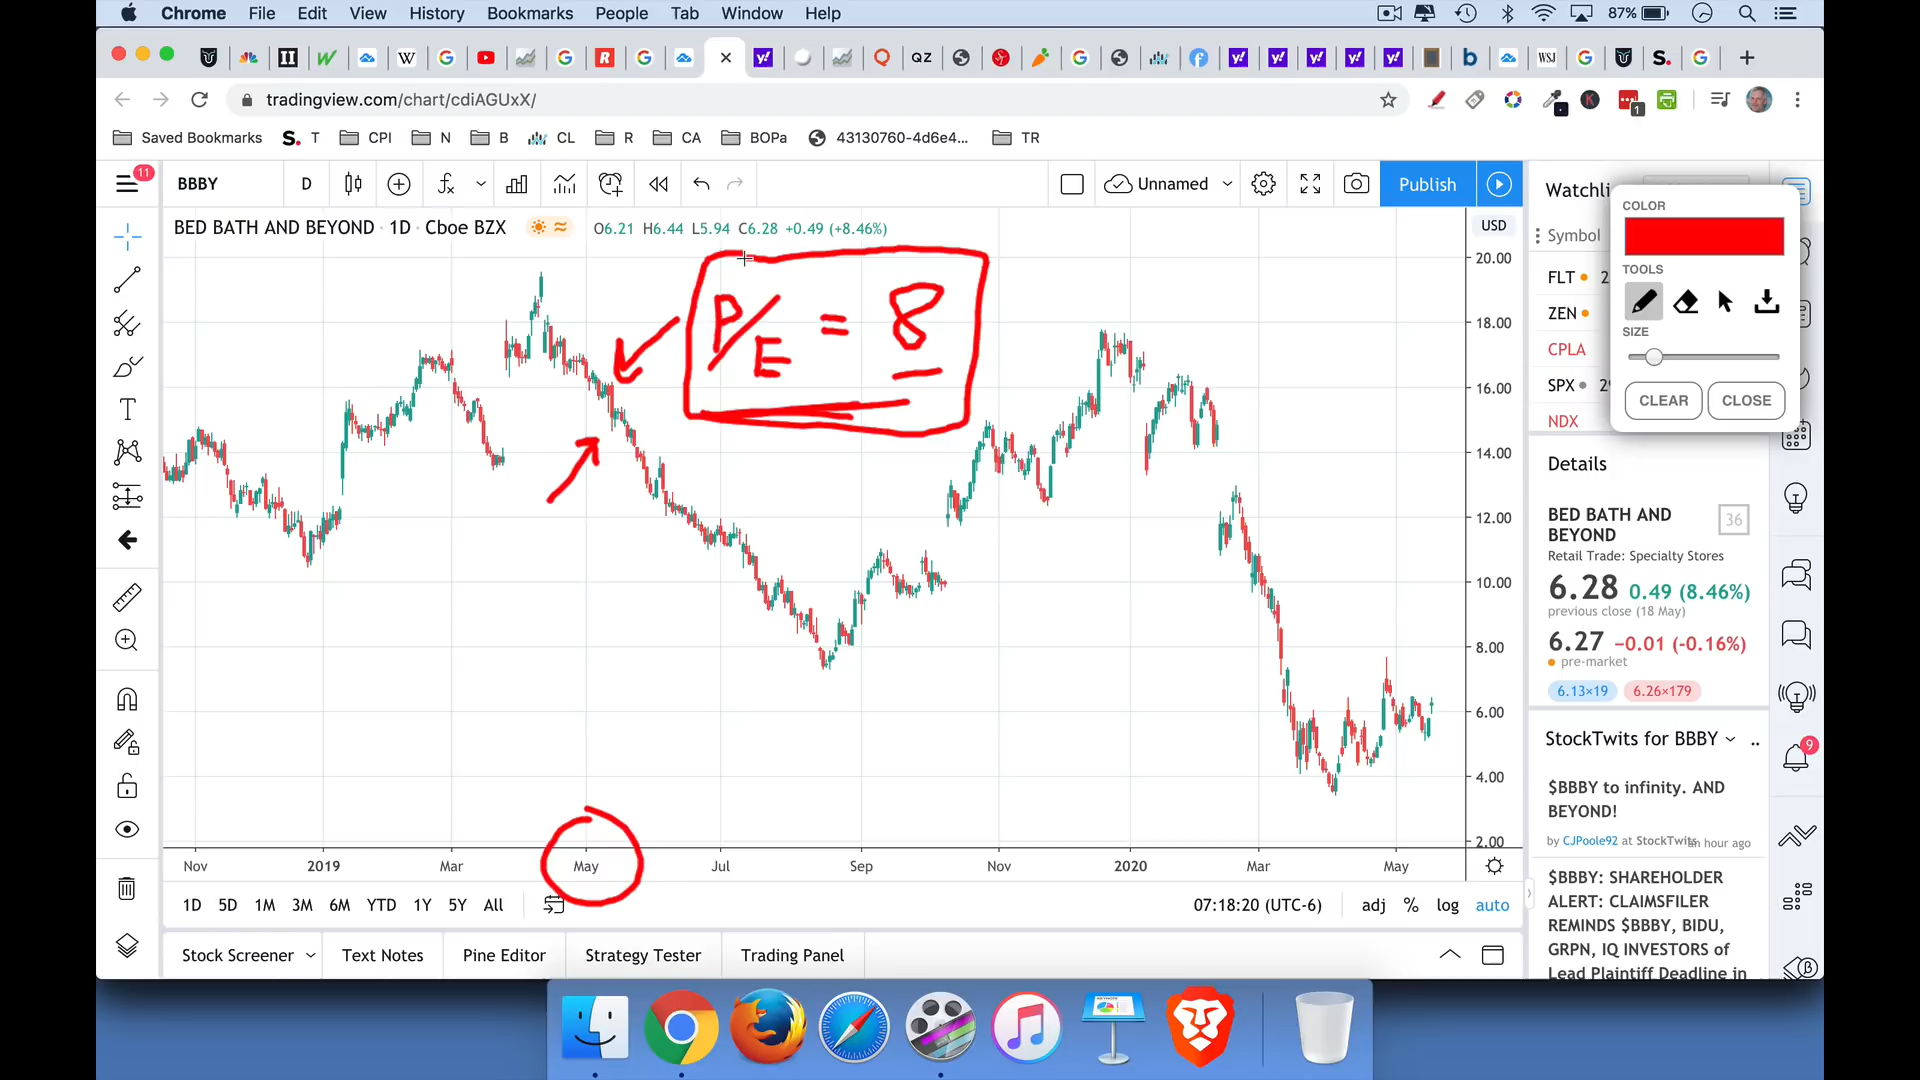 Chrome File Edit View History Bookmarks People Tab Window Help 87%
W QZ b WSJ S.
tradingview.com/chart/cdiAGUxX/ K 1
Saved Bookmarks S. T CPI N B CL R CA BOPa 43130760-4d6e4... TR
11 BBBY D Unnamed Publish Watchli
BED BATH AND BEYOND · 1D · Cboe BZX O6.21 H6.44 L5.94 C6.28 +0.49 (+8.46%) USD
P/E = 8
20.00
18.00
16.00
14.00
12.00
10.00
8.00
6.00
4.00
2.00
Nov 2019 Mar May Jul Sep Nov 2020 Mar May
1D 5D 1M 3M 6M YTD 1Y 5Y All 07:18:20 (UTC-6) adj % log auto
Stock Screener Text Notes Pine Editor Strategy Tester Trading Panel
COLOR
TOOLS
SIZE
CLEAR CLOSE
Symbol
FLT 2
ZEN
CPLA
SPX 29
NDX
Details
BED BATH AND BEYOND 36
Retail Trade: Specialty Stores
6.28 0.49 (8.46%)
previous close (18 May)
6.27 −0.01 (-0.16%)
pre-market
6.13×19 6.26×179
StockTwits for BBBY ..
9
$BBBY to infinity. AND
BEYOND!
by CJPoole92 at StockTwits an hour ago
$BBBY: SHAREHOLDER
ALERT: CLAIMSFILER
REMINDS $BBBY, BIDU,
GRPN, IQ INVESTORS of
Lead Plaintiff Deadline in